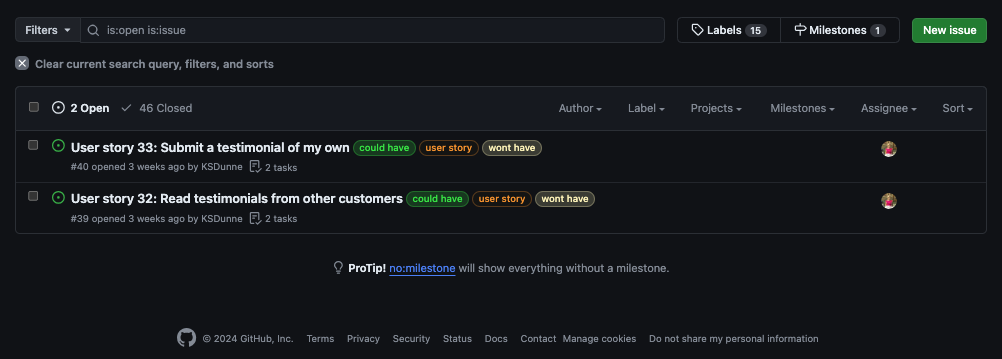 Filters is:open is:issue Labels 15 Milestones 1 New issue
Clear current search query, filters, and sorts
2 Open 46 Closed Author Label Projects Milestones Assignee Sort
User story 33: Submit a testimonial of my own could have user story wont have
#40 opened 3 weeks ago by KSDunne 2 tasks
User story 32: Read testimonials from other customers could have user story wont have
#39 opened 3 weeks ago by KSDunne 2 tasks
ProTip! no:milestone will show everything without a milestone.
© 2024 GitHub, Inc. Terms Privacy Security Status Docs Contact Manage cookies Do not share my personal information